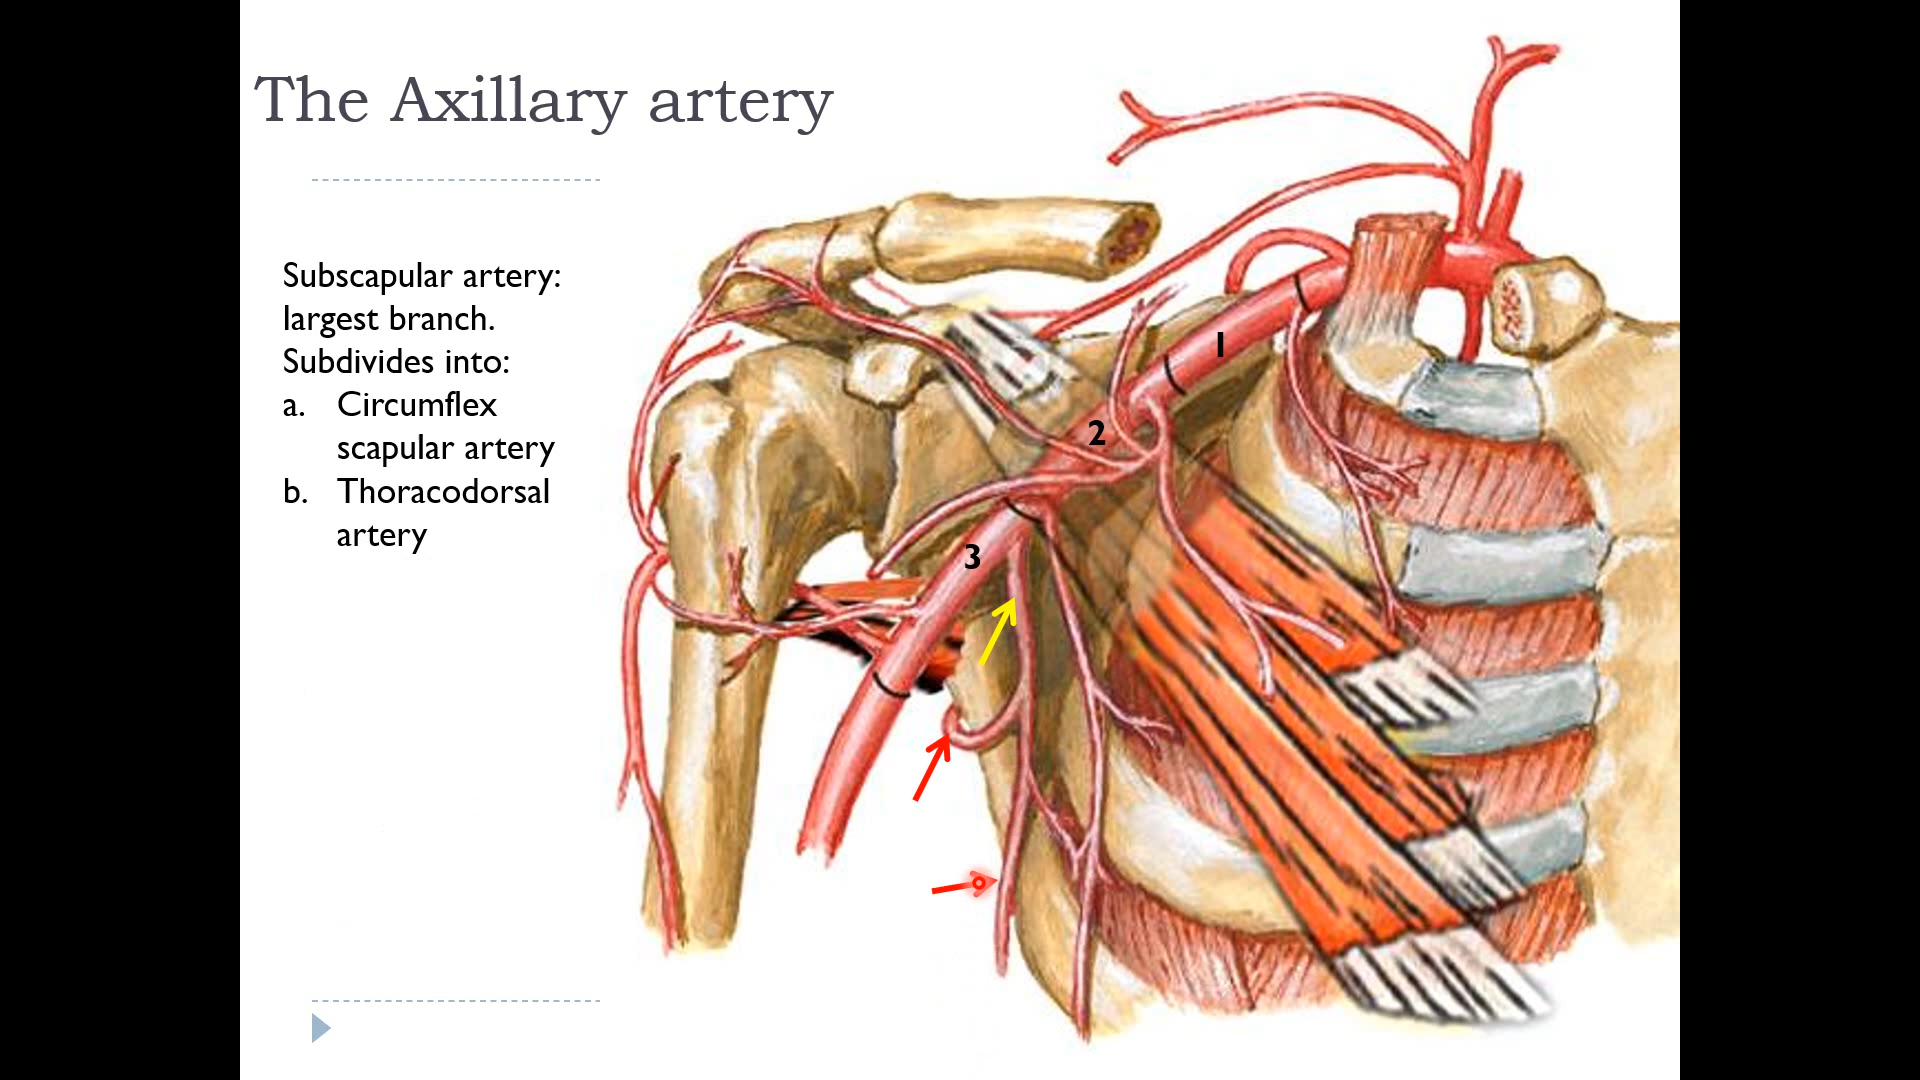 The Axillary artery
Subscapular artery:
largest branch.
Subdivides into:
a. Circumflex
scapular artery
b. Thoracodorsal
artery
1
2
3